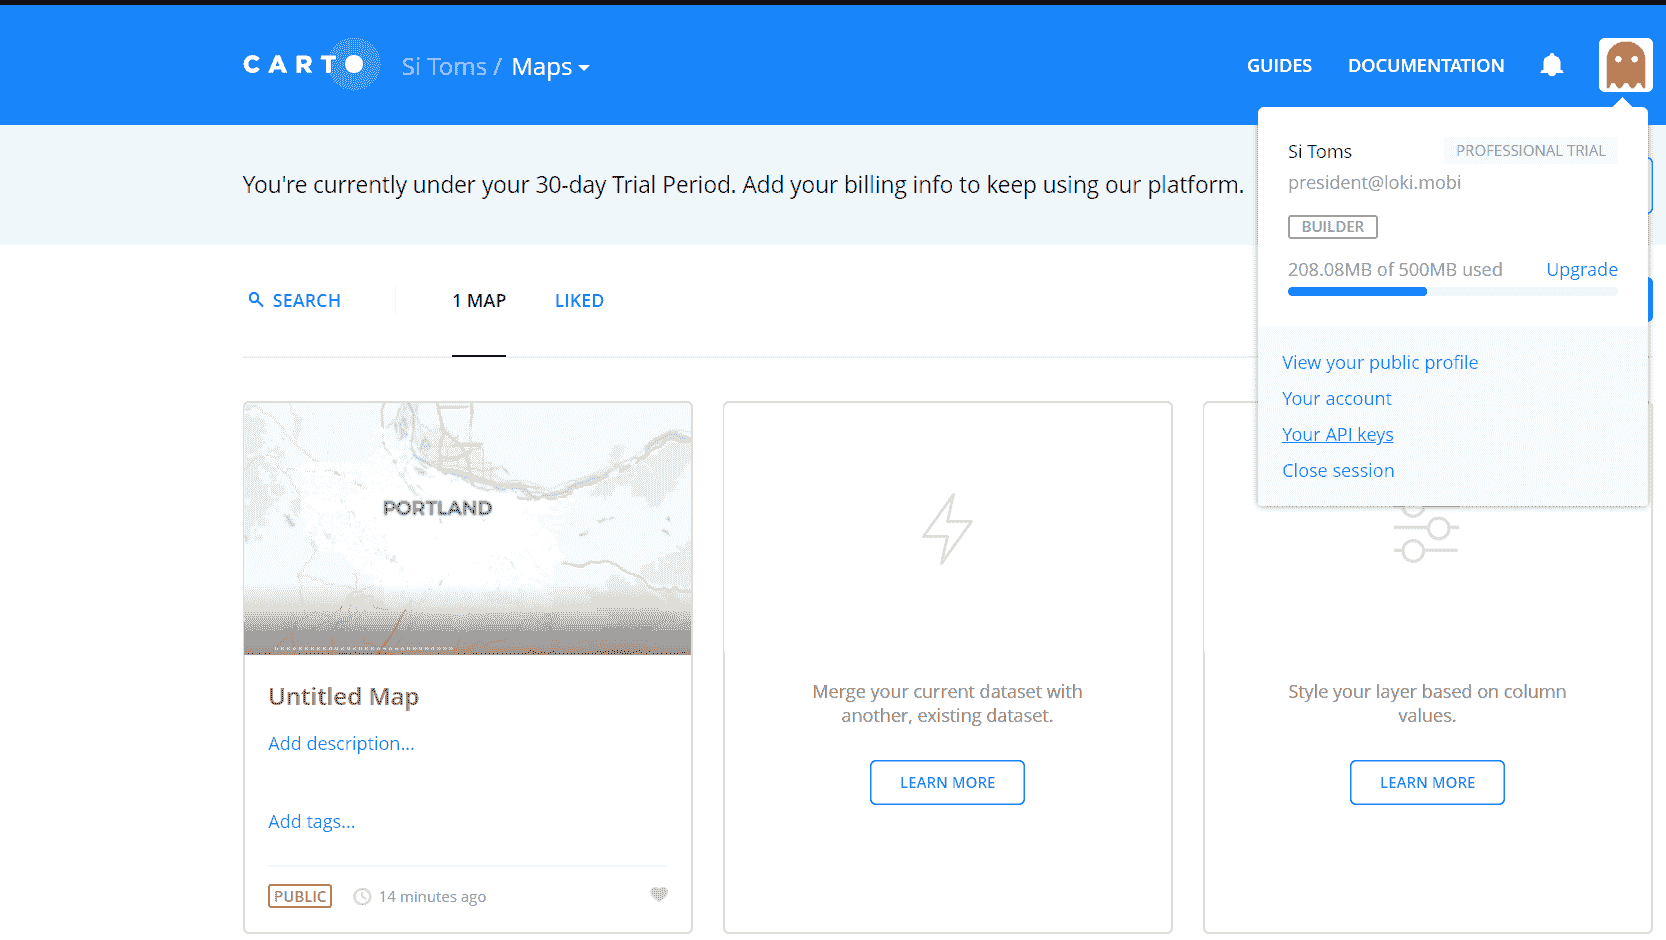 CARTO
Si Toms / Maps
GUIDES
DOCUMENTATION
Si Toms
PROFESSIONAL TRIAL
president@loki.mobi
BUILDER
208.08MB of 500MB used
Upgrade
View your public profile
Your account
Your API keys
Close session
You're currently under your 30-day Trial Period. Add your billing info to keep using our platform.
SEARCH
1 MAP
LIKED
PORTLAND
Untitled Map
Add description...
Add tags...
PUBLIC
14 minutes ago
Merge your current dataset with
another, existing dataset.
LEARN MORE
Style your layer based on column
values.
LEARN MORE